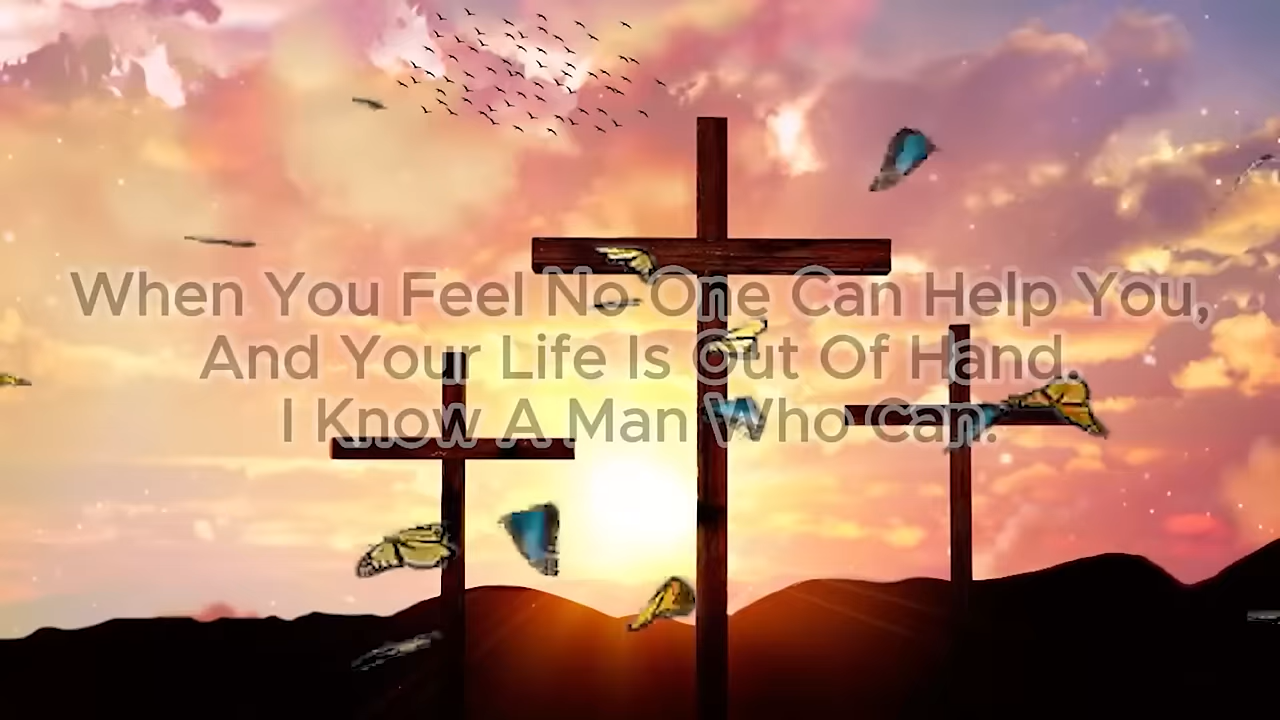 When You Feel No One Can Help You,
And Your Life Is Out Of Hand,
I Know A Man Who Can.